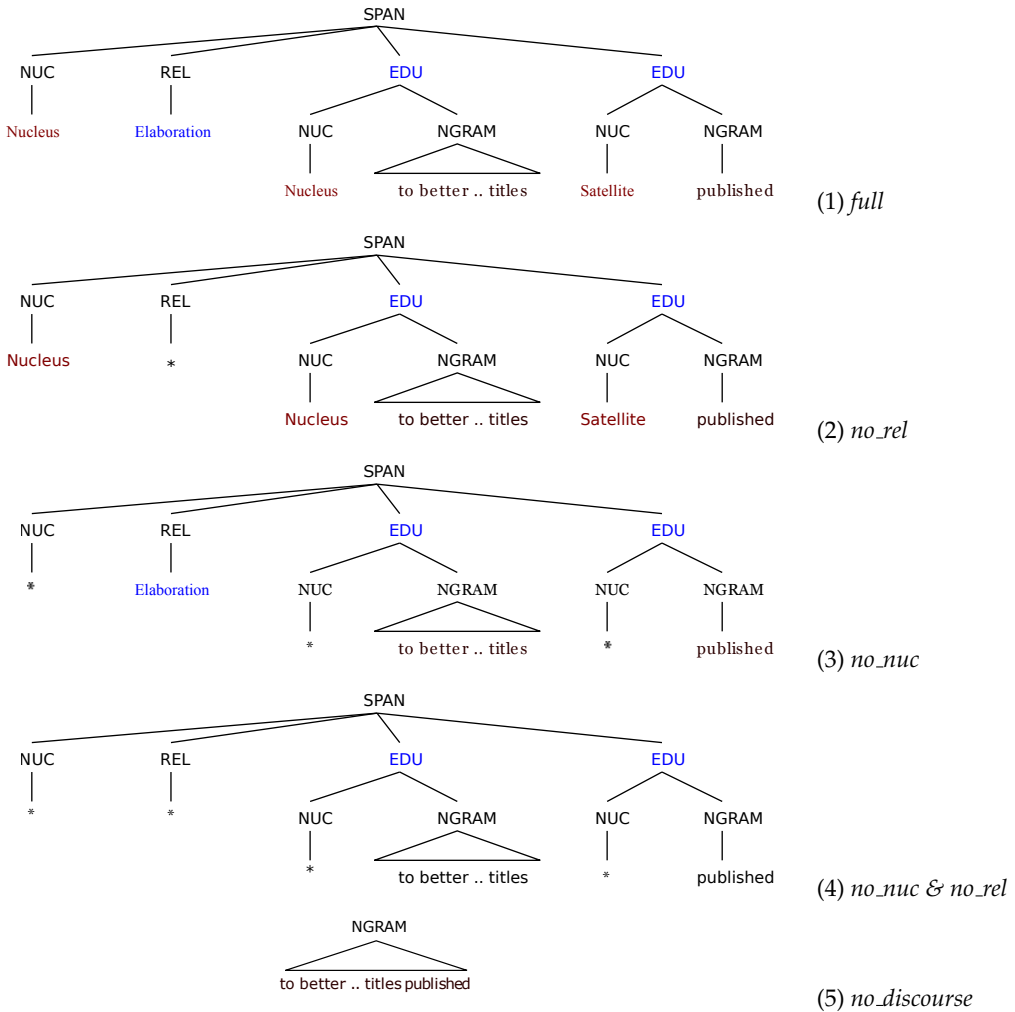 SPAN
NUC REL EDU EDU
Nucleus Elaboration NUC NGRAM NUC NGRAM
Nucleus to better .. titles Satellite published
(1) full
SPAN
NUC REL EDU EDU
Nucleus * NUC NGRAM NUC NGRAM
Nucleus to better .. titles Satellite published
(2) no_rel
SPAN
NUC REL EDU EDU
* Elaboration NUC NGRAM NUC NGRAM
* to better .. titles * published
(3) no_nuc
SPAN
NUC REL EDU EDU
* * NUC NGRAM NUC NGRAM
* to better .. titles * published
(4) no_nuc & no_rel
NGRAM
to better .. titles published
(5) no_discourse